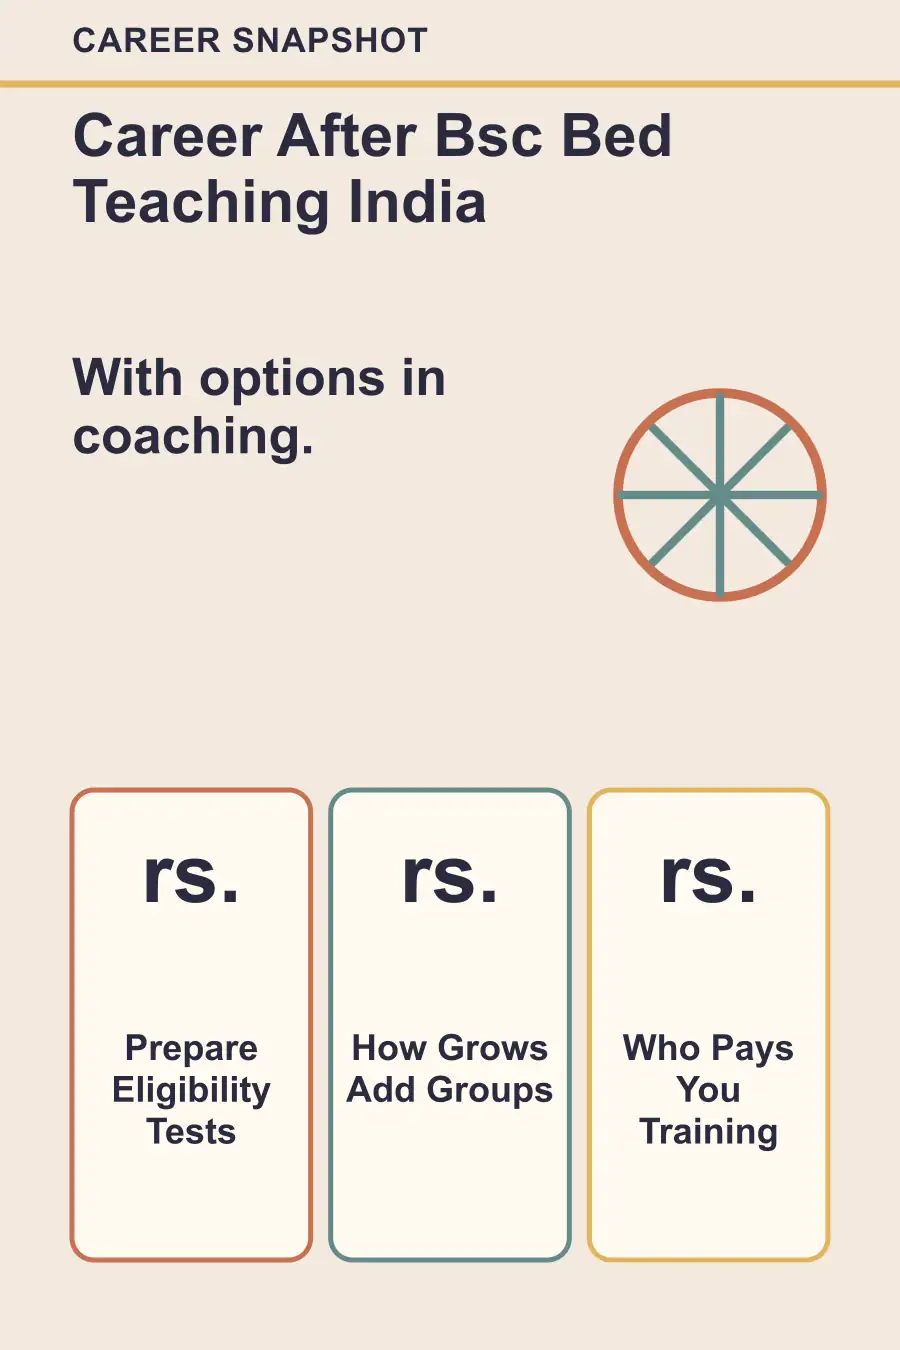 CAREER SNAPSHOT
Career After Bsc Bed
Teaching India
With options in
coaching.
rs.
Prepare
Eligibility
Tests
rs.
How Grows
Add Groups
rs.
Who Pays
You
Training